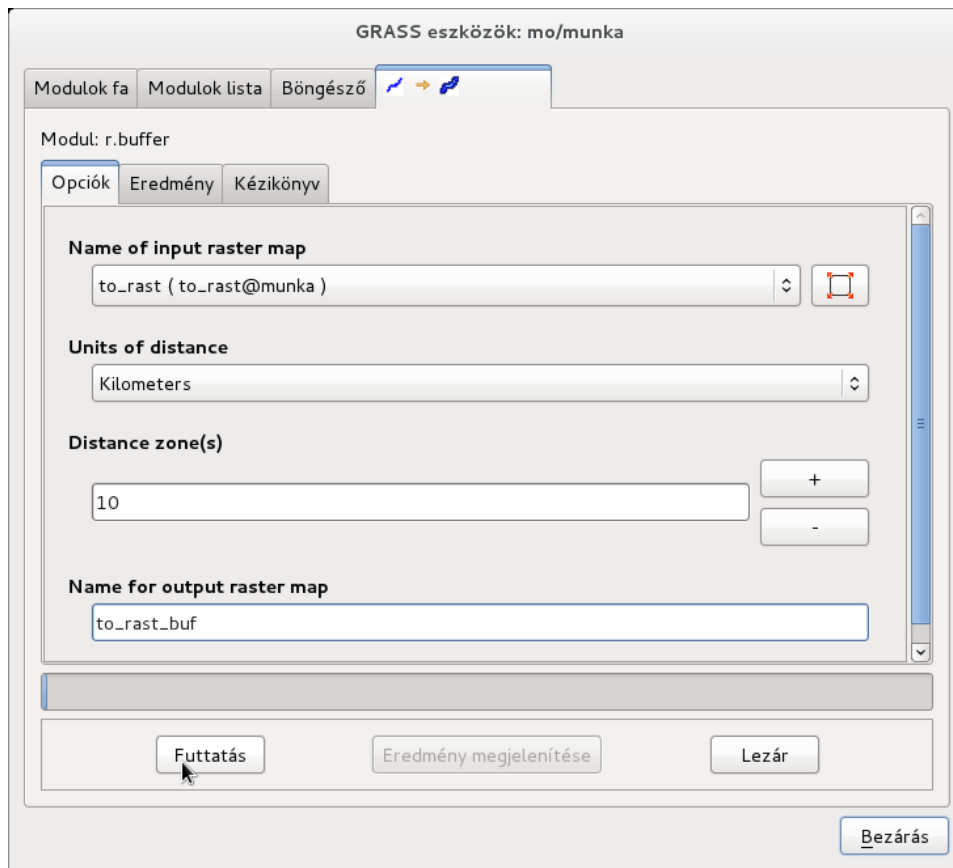 GRASS eszközök: mo/munka
Modulok fa Modulok lista Böngésző
Modul: r.buffer
Opciók Eredmény Kézikönyv
Name of input raster map
to_rast ( to_rast@munka )
Units of distance
Kilometers
Distance zone(s)
+
10
-
Name for output raster map
to_rast_buf
Futtatás Eredmény megjelenítése Lezár
Bezárás